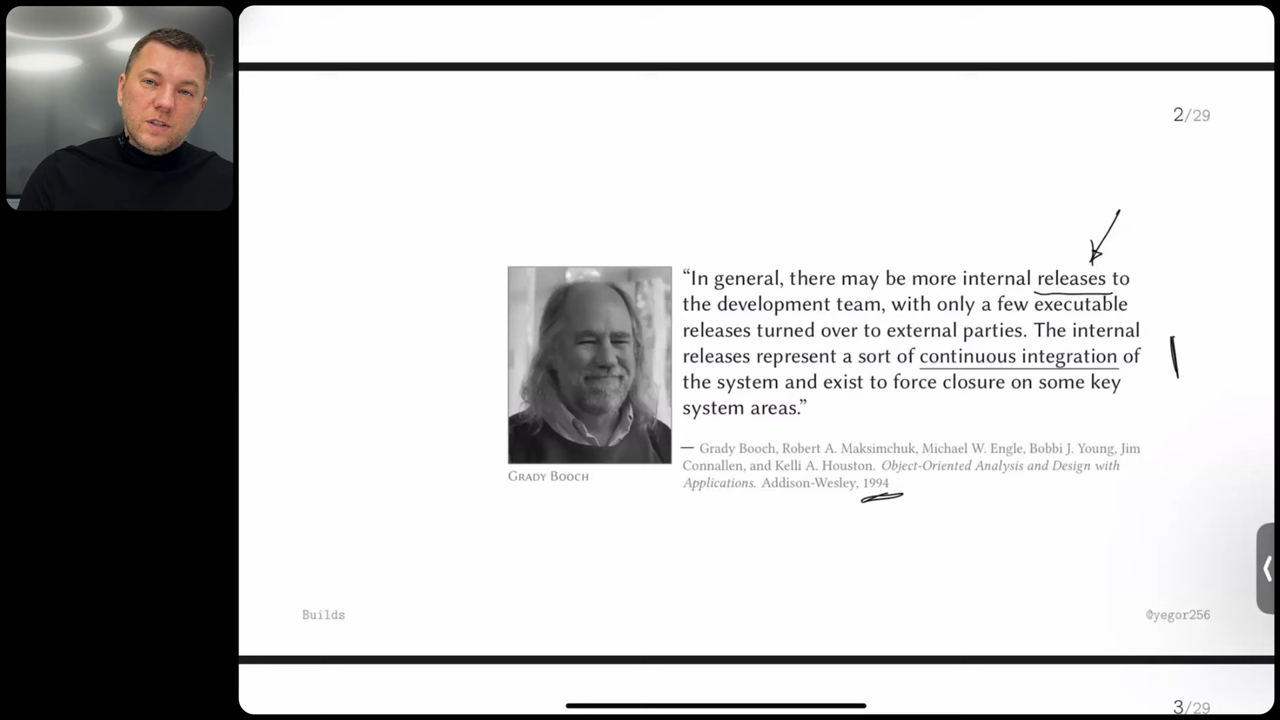 2/29
“In general, there may be more internal releases to
the development team, with only a few executable
releases turned over to external parties. The internal
releases represent a sort of continuous integration of
the system and exist to force closure on some key
system areas.”
— Grady Booch, Robert A. Maksimchuk, Michael W. Engle, Bobbi J. Young, Jim
Connallen, and Kelli A. Houston. Object-Oriented Analysis and Design with
Applications. Addison-Wesley, 1994
Grady Booch
Builds
@yegor256
3/29